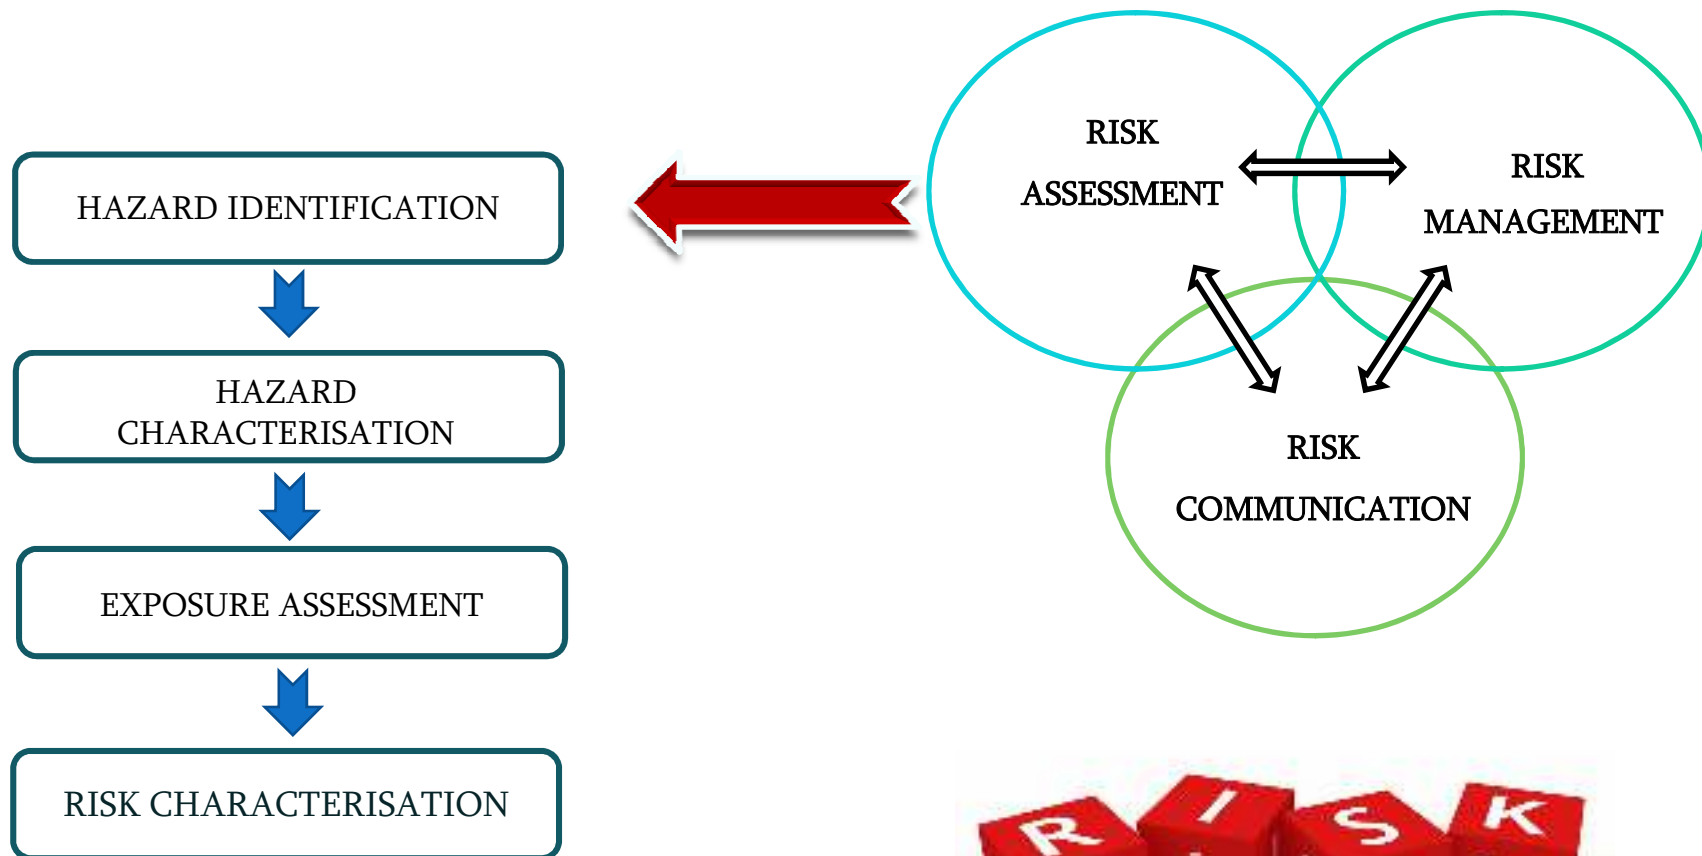 HAZARD IDENTIFICATION
HAZARD
CHARACTERISATION
EXPOSURE ASSESSMENT
RISK CHARACTERISATION
RISK
ASSESSMENT
RISK
MANAGEMENT
RISK
COMMUNICATION
RISK